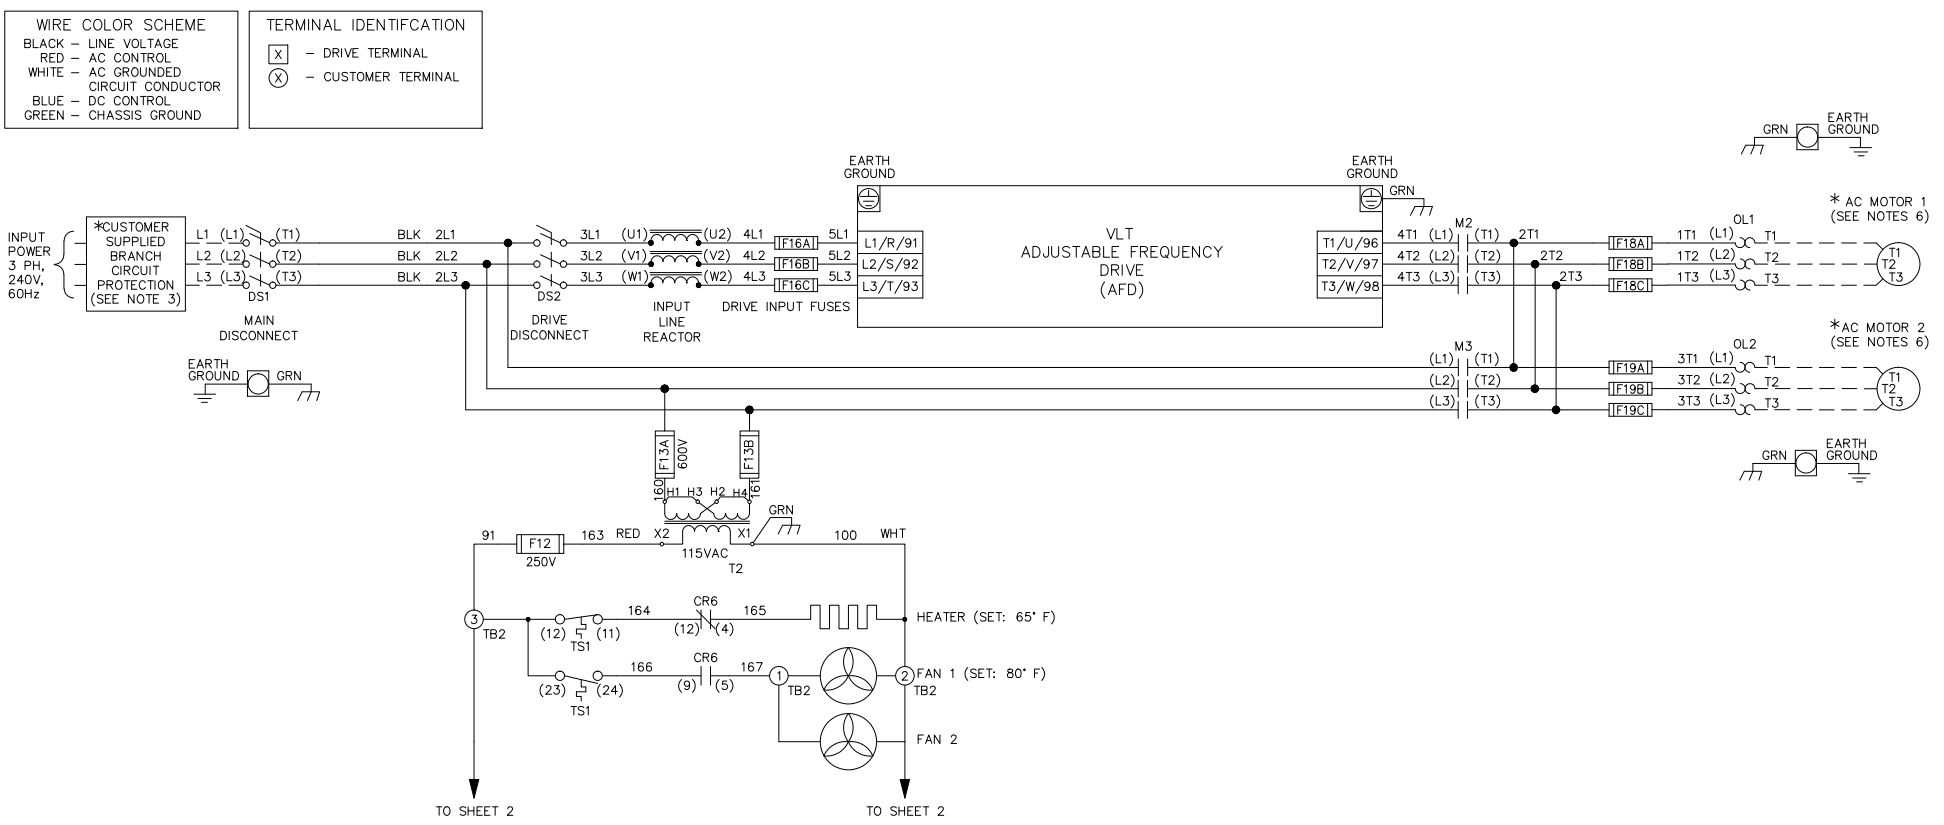 WIRE COLOR SCHEME
BLACK – LINE VOLTAGE
RED – AC CONTROL
WHITE – AC GROUNDED
CIRCUIT CONDUCTOR
BLUE – DC CONTROL
GREEN – CHASSIS GROUND
TERMINAL IDENTIFCATION
X – DRIVE TERMINAL
X – CUSTOMER TERMINAL
GRN
EARTH
GROUND
EARTH
GROUND
EARTH
GROUND
GRN
* AC MOTOR 1
(SEE NOTES 6)
INPUT
POWER
3 PH,
240V,
60Hz
*CUSTOMER
SUPPLIED
BRANCH
CIRCUIT
PROTECTION
(SEE NOTE 3)
L1 (L1) (T1) BLK 2L1 3L1 (U1) (U2) 4L1 F16A 5L1 L1/R/91
L2 (L2) (T2) BLK 2L2 3L2 (V1) (V2) 4L2 F16B 5L2 L2/S/92
L3 (L3) (T3) BLK 2L3 3L3 (W1) (W2) 4L3 F16C 5L3 L3/T/93
DS1
MAIN
DISCONNECT
DS2
DRIVE
DISCONNECT
INPUT
LINE
REACTOR
DRIVE INPUT FUSES
VLT
ADJUSTABLE FREQUENCY
DRIVE
(AFD)
M2
OL1
T1/U/96 4T1 (L1) (T1) 2T1 F18A 1T1 (L1) T1 T1
T2/V/97 4T2 (L2) (T2) 2T2 F18B 1T2 (L2) T2 T2
T3/W/98 4T3 (L3) (T3) 2T3 F18C 1T3 (L3) T3 T3
* AC MOTOR 2
(SEE NOTES 6)
M3
OL2
(L1) (T1) F19A 3T1 (L1) T1 T1
(L2) (T2) F19B 3T2 (L2) T2 T2
(L3) (T3) F19C 3T3 (L3) T3 T3
EARTH
GROUND
GRN
GRN
EARTH
GROUND
F13A
600V
F13B
160
161
H1 H3 H2 H4
GRN
91 F12 163 RED X2 X1 100 WHT
250V
115VAC
T2
3
TB2
164 CR6 165
(12) (11) (12) (4)
TS1
HEATER (SET: 65° F)
166 CR6 167
(23) (24) (9) (5)
TS1
1
TB2
2
TB2
FAN 1 (SET: 80° F)
FAN 2
TO SHEET 2
TO SHEET 2